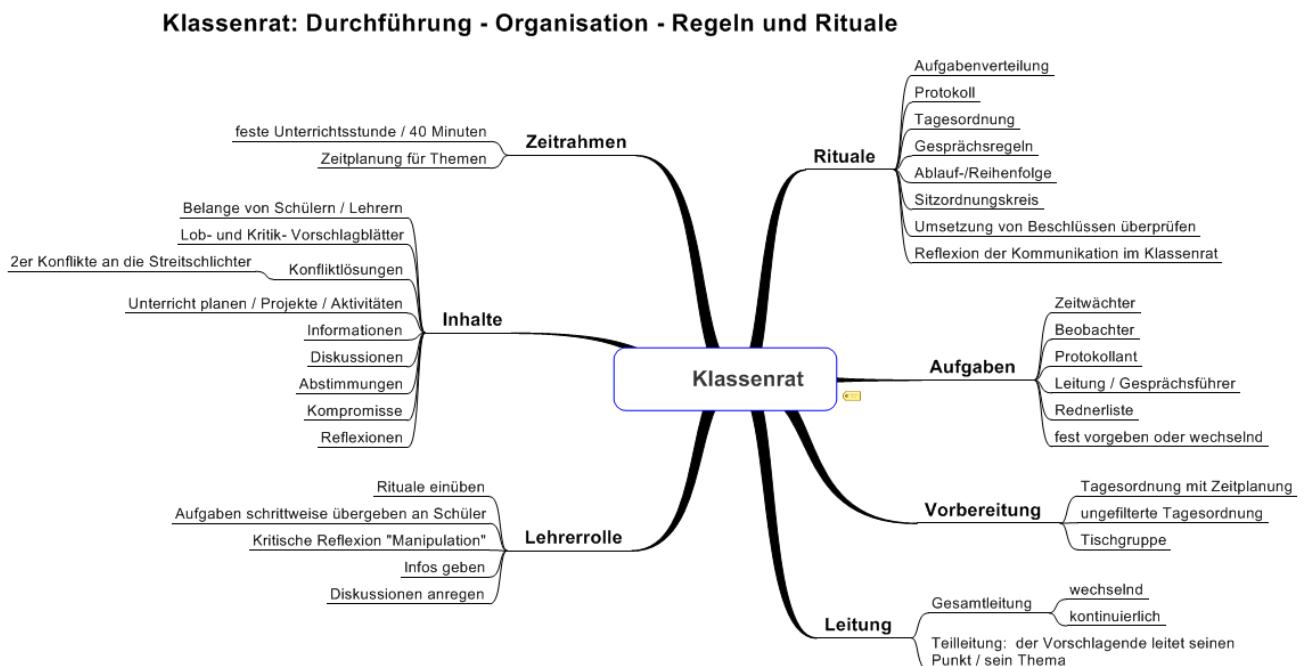 Klassenrat: Durchführung - Organisation - Regeln und Rituale
Zeitrahmen
feste Unterrichtsstunde / 40 Minuten
Zeitplanung für Themen
Inhalte
Belange von Schülern / Lehrern
Lob- und Kritik- Vorschlagblätter
Konfliktlösungen
2er Konflikte an die Streitschlichter
Unterricht planen / Projekte / Aktivitäten
Informationen
Diskussionen
Abstimmungen
Kompromisse
Reflexionen
Lehrerrolle
Rituale einüben
Aufgaben schrittweise übergeben an Schüler
Kritische Reflexion "Manipulation"
Infos geben
Diskussionen anregen
Klassenrat
Rituale
Aufgabenverteilung
Protokoll
Tagesordnung
Gesprächsregeln
Ablauf-/Reihenfolge
Sitzordnungskreis
Umsetzung von Beschlüssen überprüfen
Reflexion der Kommunikation im Klassenrat
Aufgaben
Zeitwächter
Beobachter
Protokollant
Leitung / Gesprächsführer
Rednerliste
fest vorgeben oder wechselnd
Vorbereitung
Tagesordnung mit Zeitplanung
ungefilterte Tagesordnung
Tischgruppe
Leitung
Gesamtleitung
wechselnd
kontinuierlich
Teilleitung: der Vorschlagende leitet seinen
Punkt / sein Thema